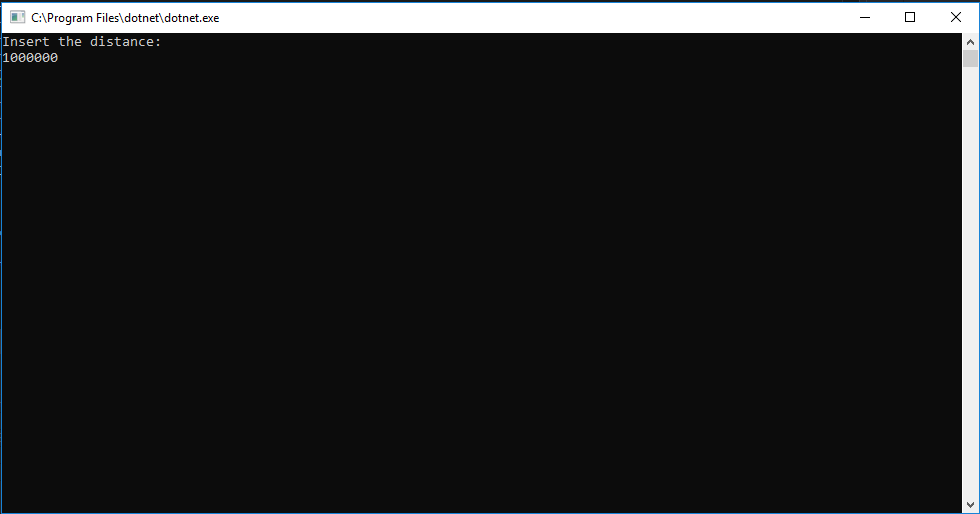 C:\Program Files\dotnet\dotnet.exe
Insert the distance:
1000000